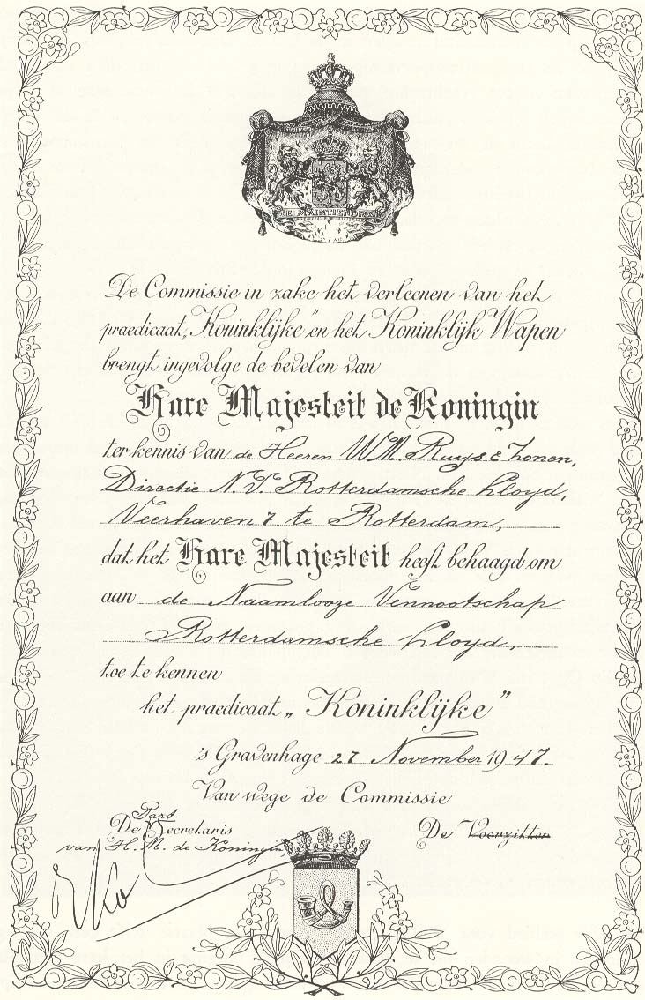 JE MAINTIENDRAI
De Commissie in zake het verleenen van het
praedicaat „Koninklijke” en het Koninklijk Wapen
brengt ingevolge de bevelen van
Hare Majesteit de Koningin
ter kennis van de Heeren W.M. Ruys & Zonen,
Directie N.V. Rotterdamsche Lloyd,
Veerhaven 7 te Rotterdam,
dat het Hare Majesteit heeft behaagd om
aan de Naamlooze Vennootschap
Rotterdamsche Lloyd,
toe te kennen
het praedicaat „Koninklijke”
's Gravenhage 27 November 1947.
Van wege de Commissie
Part.
De Secretaris
De Voorzitter
van H. M. de Koningin,